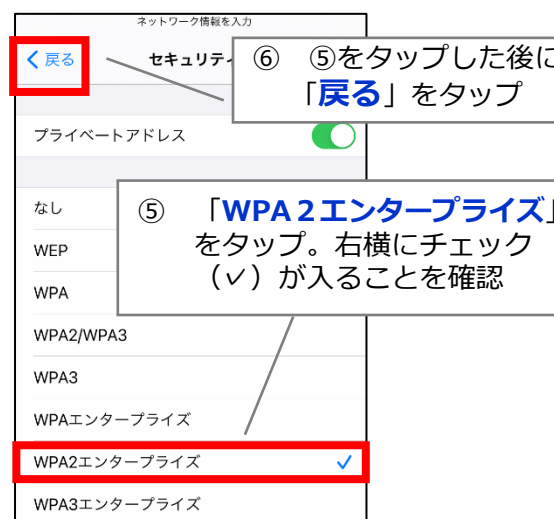 ネットワーク情報を入力
戻る
セキュリテ
⑥ ⑤をタップした後に
「戻る」をタップ
プライベートアドレス
なし
⑤ 「WPA２エンタープライズ」
をタップ。右横にチェック
（✓）が入ることを確認
WEP
WPA
WPA2/WPA3
WPA3
WPAエンタープライズ
WPA2エンタープライズ ✓
WPA3エンタープライズ